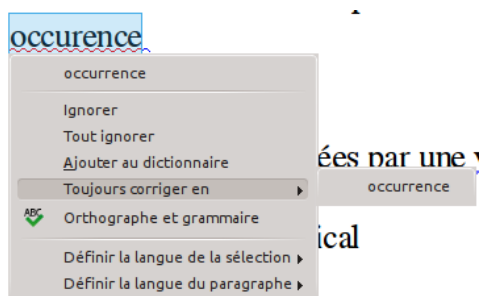 occurence
occurrence
Ignorer
Tout ignorer
Ajouter au dictionnaire
ées par une
Toujours corriger en
occurrence
ABC
Orthographe et grammaire
ical
Définir la langue de la sélection
Définir la langue du paragraphe